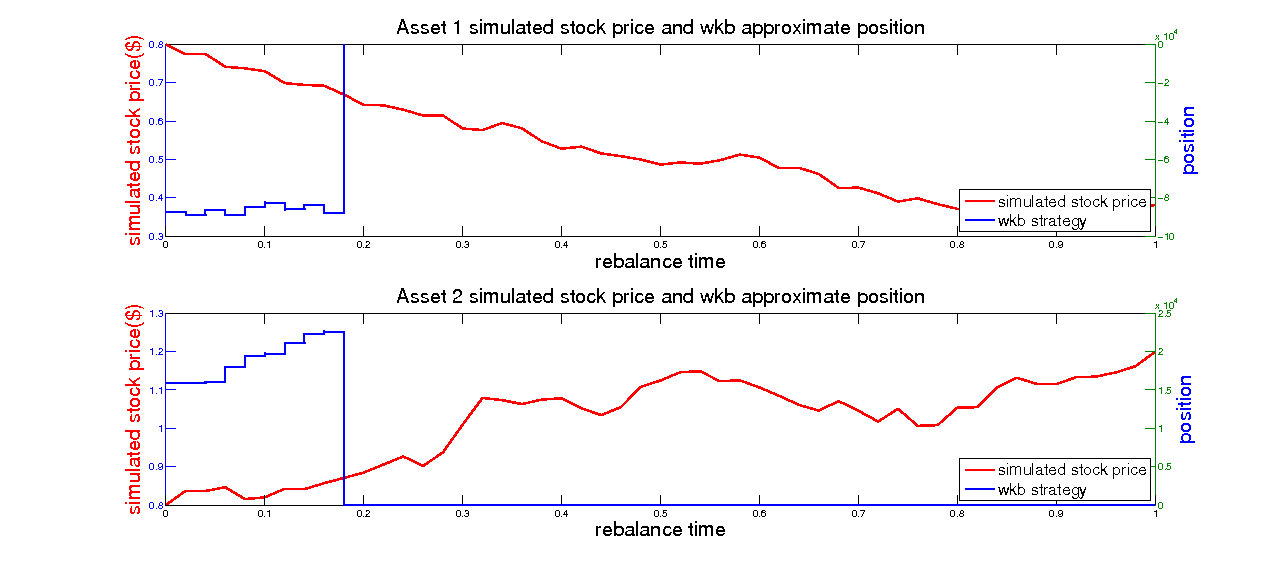 Asset 1 simulated stock price and wkb approximate position
x 10^4
0.8
0.7
0.6
0.5
0.4
0.3
simulated stock price($)
0
-2
-4
-6
-8
-10
position
simulated stock price
wkb strategy
0 0.1 0.2 0.3 0.4 0.5 0.6 0.7 0.8 0.9 1
rebalance time
Asset 2 simulated stock price and wkb approximate position
x 10^4
1.3
1.2
1.1
1
0.9
0.8
simulated stock price($)
2.5
2
1.5
1
0.5
0
position
simulated stock price
wkb strategy
0 0.1 0.2 0.3 0.4 0.5 0.6 0.7 0.8 0.9 1
rebalance time